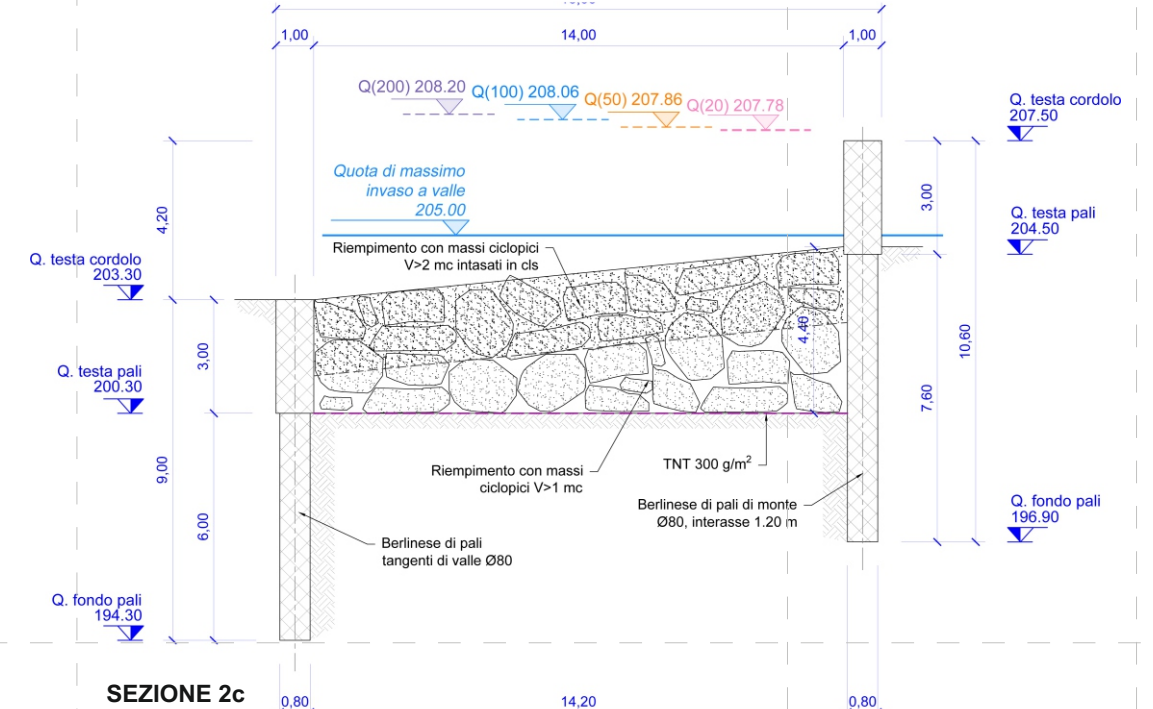 1,00
14,00
1,00
Q(200) 208.20
Q(100) 208.06
Q(50) 207.86
Q(20) 207.78
Q. testa cordolo
207.50
Quota di massimo
invaso a valle
205.00
4,20
3,00
Q. testa pali
204.50
Riempimento con massi ciclopici
V>2 mc intasati in cls
Q. testa cordolo
203.30
3,00
4.40
10,60
Q. testa pali
200.30
7,60
TNT 300 g/m²
Riempimento con massi
ciclopici V>1 mc
9,00
Berlinese di pali di monte
Ø80, interasse 1.20 m
Q. fondo pali
196.90
6,00
Berlinese di pali
tangenti di valle Ø80
Q. fondo pali
194.30
SEZIONE 2c
0,80
14,20
0,80